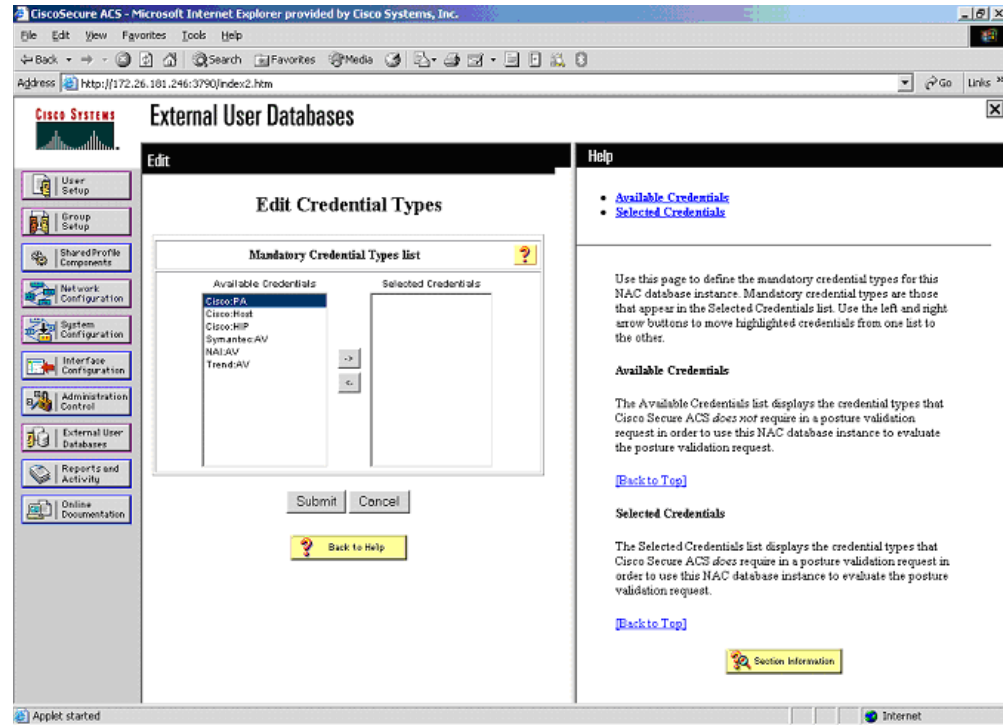 CiscoSecure ACS - Microsoft Internet Explorer provided by Cisco Systems, Inc.
File Edit View Favorites Tools Help
Back Search Favorites Media
Address http://172.26.181.246:3790/index2.htm Go Links »
CISCO SYSTEMS
External User Databases
User Setup
Group Setup
SharedProfile Components
Network Configuration
System Configuration
Interface Configuration
Administration Control
External User Databases
Reports and Activity
Online Documentation
Edit
Edit Credential Types
Mandatory Credential Types list
Available Credentials
Cisco:PA
Cisco:Host
Cisco:HIP
Symantec:AV
NAI:AV
Trend:AV
->
<-
Selected Credentials
Submit Cancel
Back to Help
Help
Available Credentials
Selected Credentials
Use this page to define the mandatory credential types for this
NAC database instance. Mandatory credential types are those
that appear in the Selected Credentials list. Use the left and right
arrow buttons to move highlighted credentials from one list to
the other.
Available Credentials
The Available Credentials list displays the credential types that
Cisco Secure ACS does not require in a posture validation
request in order to use this NAC database instance to evaluate
the posture validation request.
[Back to Top]
Selected Credentials
The Selected Credentials list displays the credential types that
Cisco Secure ACS does require in a posture validation request in
order to use this NAC database instance to evaluate the posture
validation request.
[Back to Top]
Section Information
Applet started
Internet